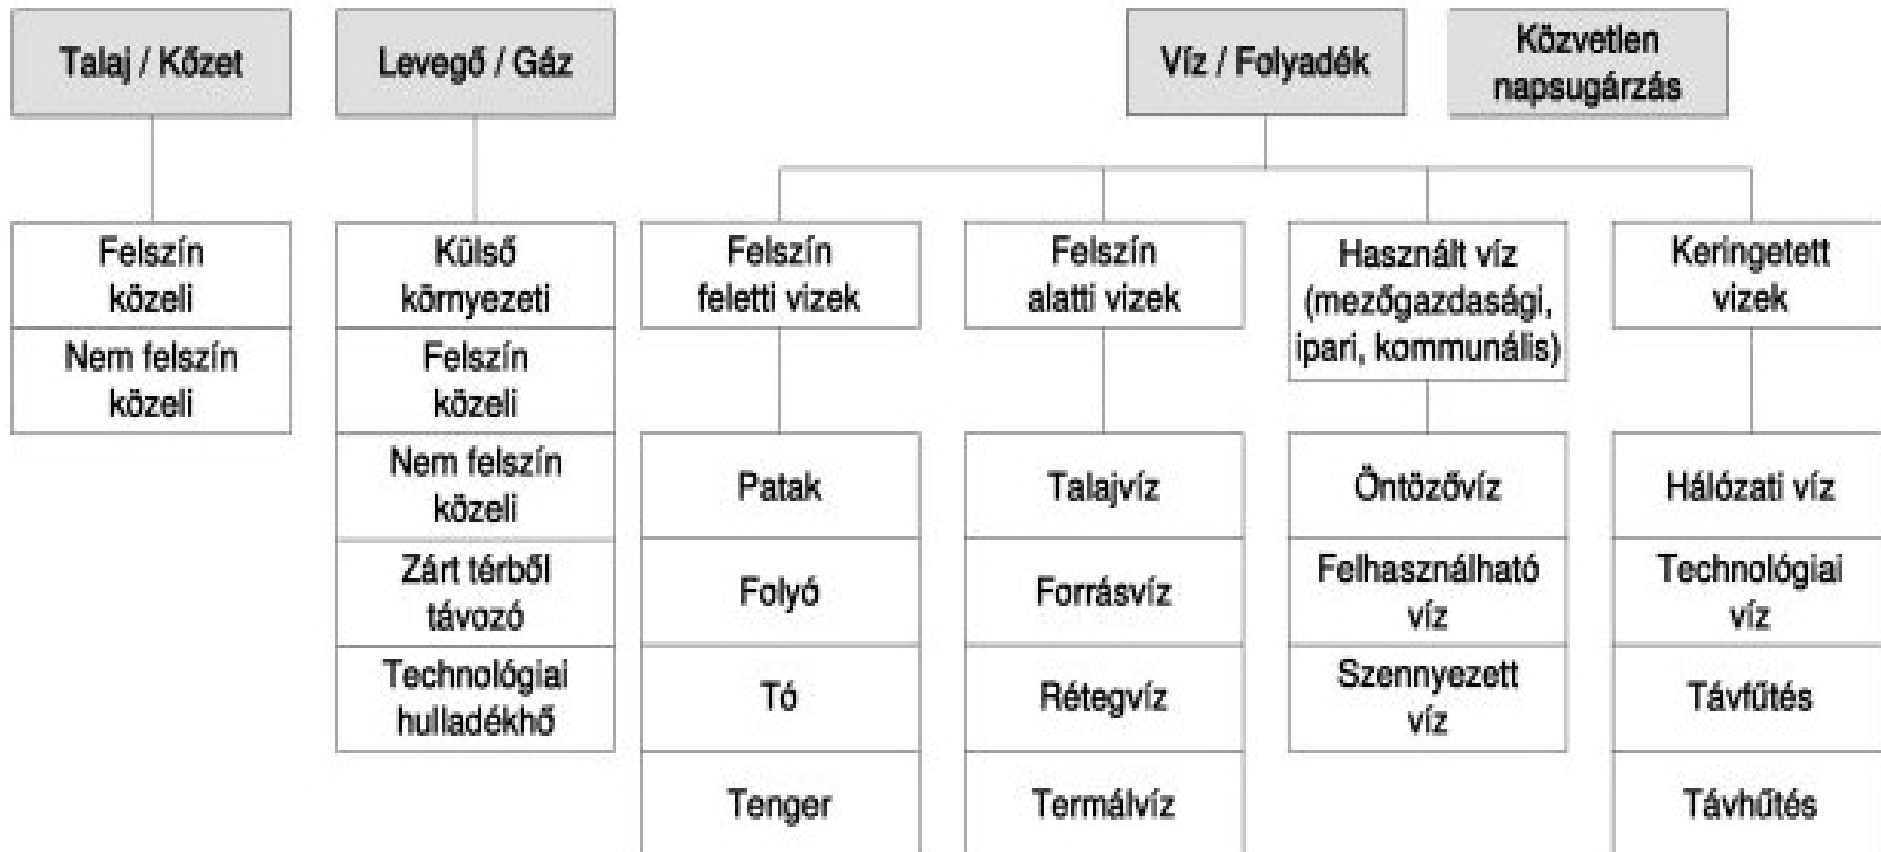 Talaj / Kőzet
Felszín
közeli
Nem felszín
közeli
Levegő / Gáz
Külső
környezeti
Felszín
közeli
Nem felszín
közeli
Zárt térből
távozó
Technológiai
hulladékhő
Víz / Folyadék
Felszín
feletti vizek
Patak
Folyó
Tó
Tenger
Felszín
alatti vizek
Talajvíz
Forrásvíz
Rétegvíz
Termálvíz
Használt víz
(mezőgazdasági,
ipari, kommunális)
Öntözővíz
Felhasználható
víz
Szennyezett
víz
Keringetett
vizek
Hálózati víz
Technológiai
víz
Távfűtés
Távhűtés
Közvetlen
napsugárzás